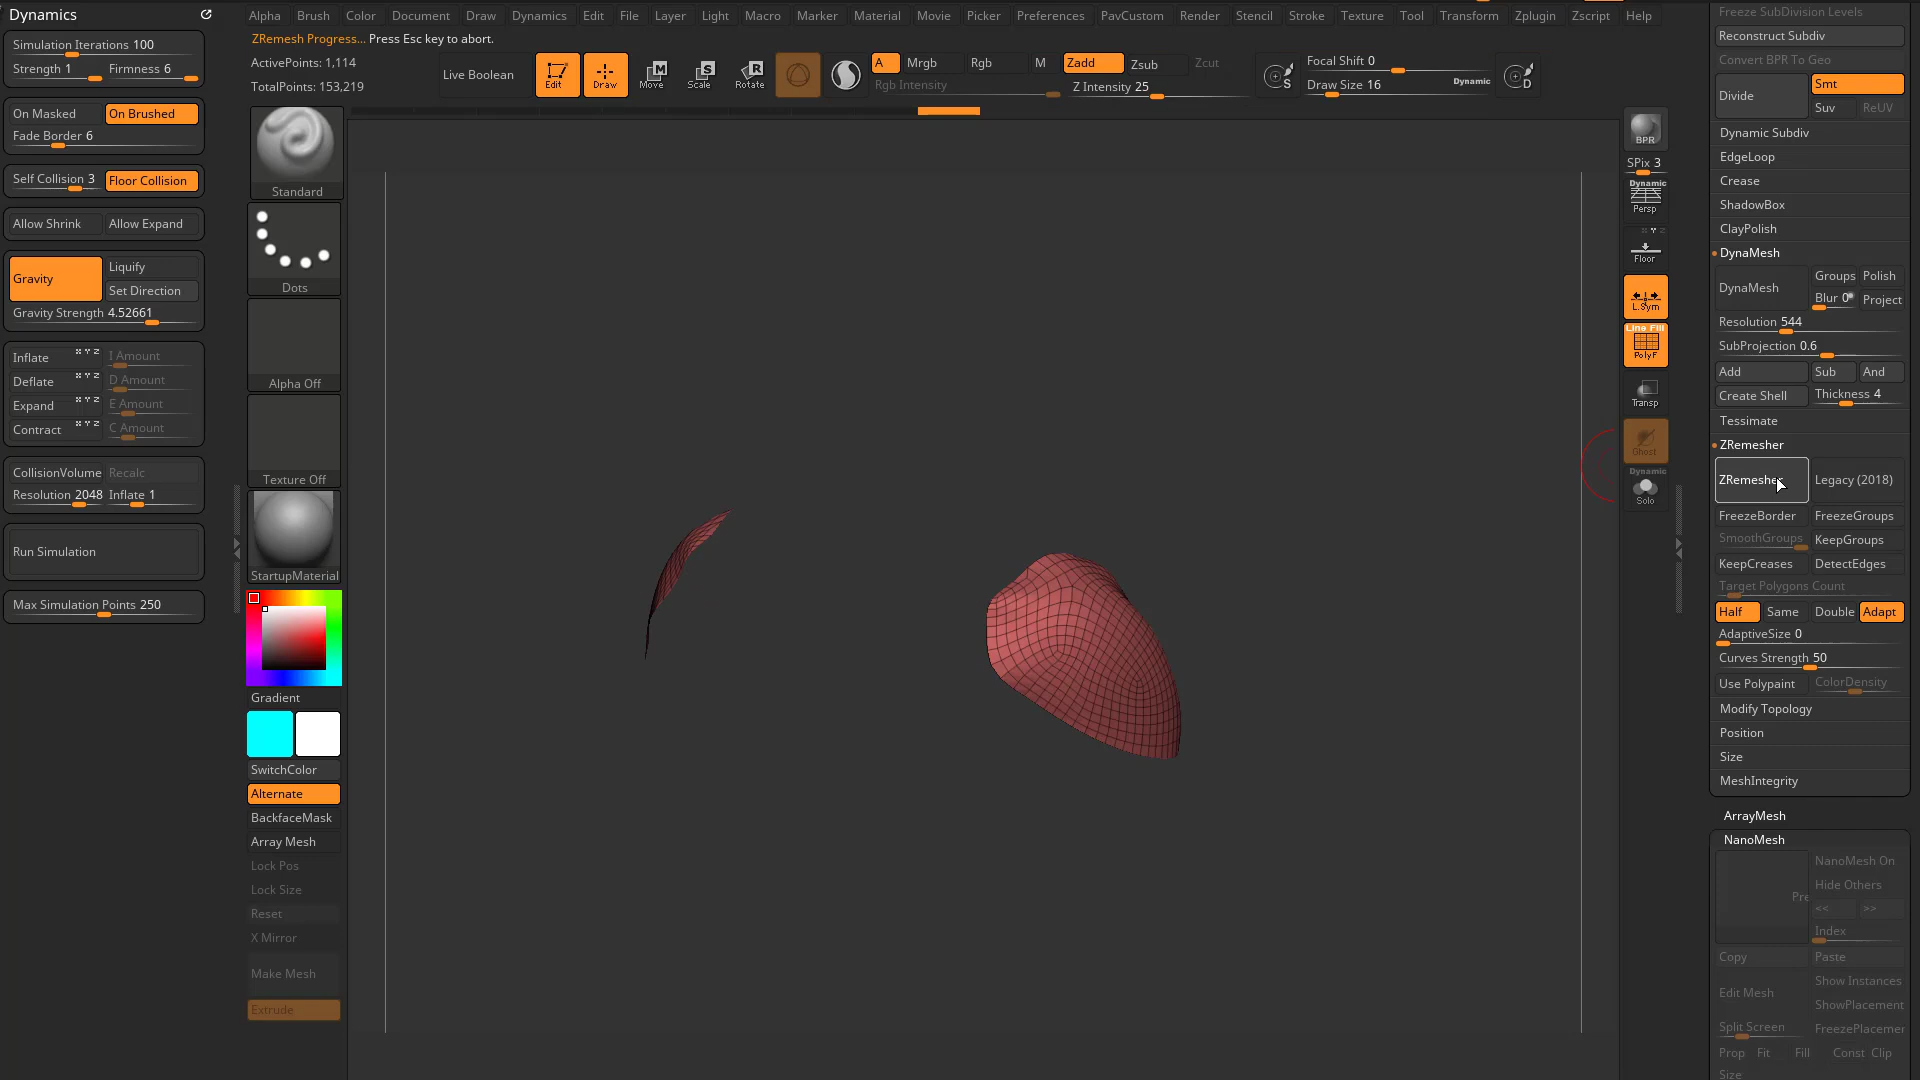 Dynamics
Alpha Brush Color Document Draw Dynamics Edit File Layer Light Macro Marker Material Movie Picker Preferences PavCustom Render Stencil Stroke Texture Tool Transform Zplugin Zscript Help
ZRemesh Progress... Press Esc key to abort.
ActivePoints: 1,114
TotalPoints: 153,219
Live Boolean
Edit
Draw
Move
Scale
Rotate
A Mrgb Rgb M Zadd Zsub Zcut
Rgb Intensity Z Intensity 25
Focal Shift 0
Draw Size 16 Dynamic
S
D
Simulation Iterations 100
Strength 1 Firmness 6
On Masked On Brushed
Fade Border 6
Self Collision 3 Floor Collision
Allow Shrink Allow Expand
Gravity Liquify
Set Direction
Gravity Strength 4.52661
Inflate X Y Z I Amount
Deflate X Y Z D Amount
Expand X Y Z E Amount
Contract X Y Z C Amount
CollisionVolume Recalc
Resolution 2048 Inflate 1
Run Simulation
Max Simulation Points 250
Standard
Dots
Alpha Off
Texture Off
StartupMaterial
Gradient
SwitchColor
Alternate
BackfaceMask
Array Mesh
Lock Pos
Lock Size
Reset
X Mirror
Make Mesh
Extrude
BPR
SPix 3
Dynamic
Persp
Floor
L.Sym
Line Fill
PolyF
Transp
Ghost
Dynamic
Solo
Freeze SubDivision Levels
Reconstruct Subdiv
Convert BPR To Geo
Divide Smt
Suv ReUV
Dynamic Subdiv
EdgeLoop
Crease
ShadowBox
ClayPolish
DynaMesh
DynaMesh Groups Polish
Blur 0 Project
Resolution 544
SubProjection 0.6
Add Sub And
Create Shell Thickness 4
Tessimate
ZRemesher
ZRemesher Legacy (2018)
FreezeBorder FreezeGroups
SmoothGroups KeepGroups
KeepCreases DetectEdges
Target Polygons Count
Half Same Double Adapt
AdaptiveSize 0
Curves Strength 50
Use Polypaint ColorDensity
Modify Topology
Position
Size
MeshIntegrity
ArrayMesh
NanoMesh
NanoMesh On
Hide Others
Pre << >>
Index
Copy Paste
Edit Mesh Show Instances
ShowPlacement
Split Screen FreezePlacemer
Prop Fit Fill Const Clip
Size